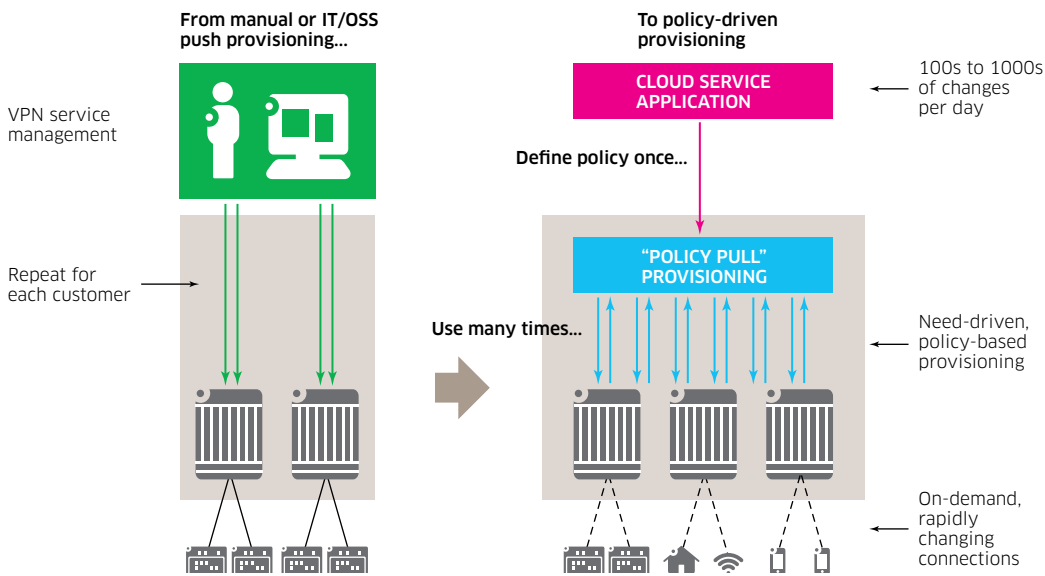 From manual or IT/OSS
push provisioning...
To policy-driven
provisioning
VPN service
management
CLOUD SERVICE
APPLICATION
100s to 1000s
of changes
per day
Define policy once...
Repeat for
each customer
“POLICY PULL”
PROVISIONING
Use many times...
Need-driven,
policy-based
provisioning
On-demand,
rapidly
changing
connections